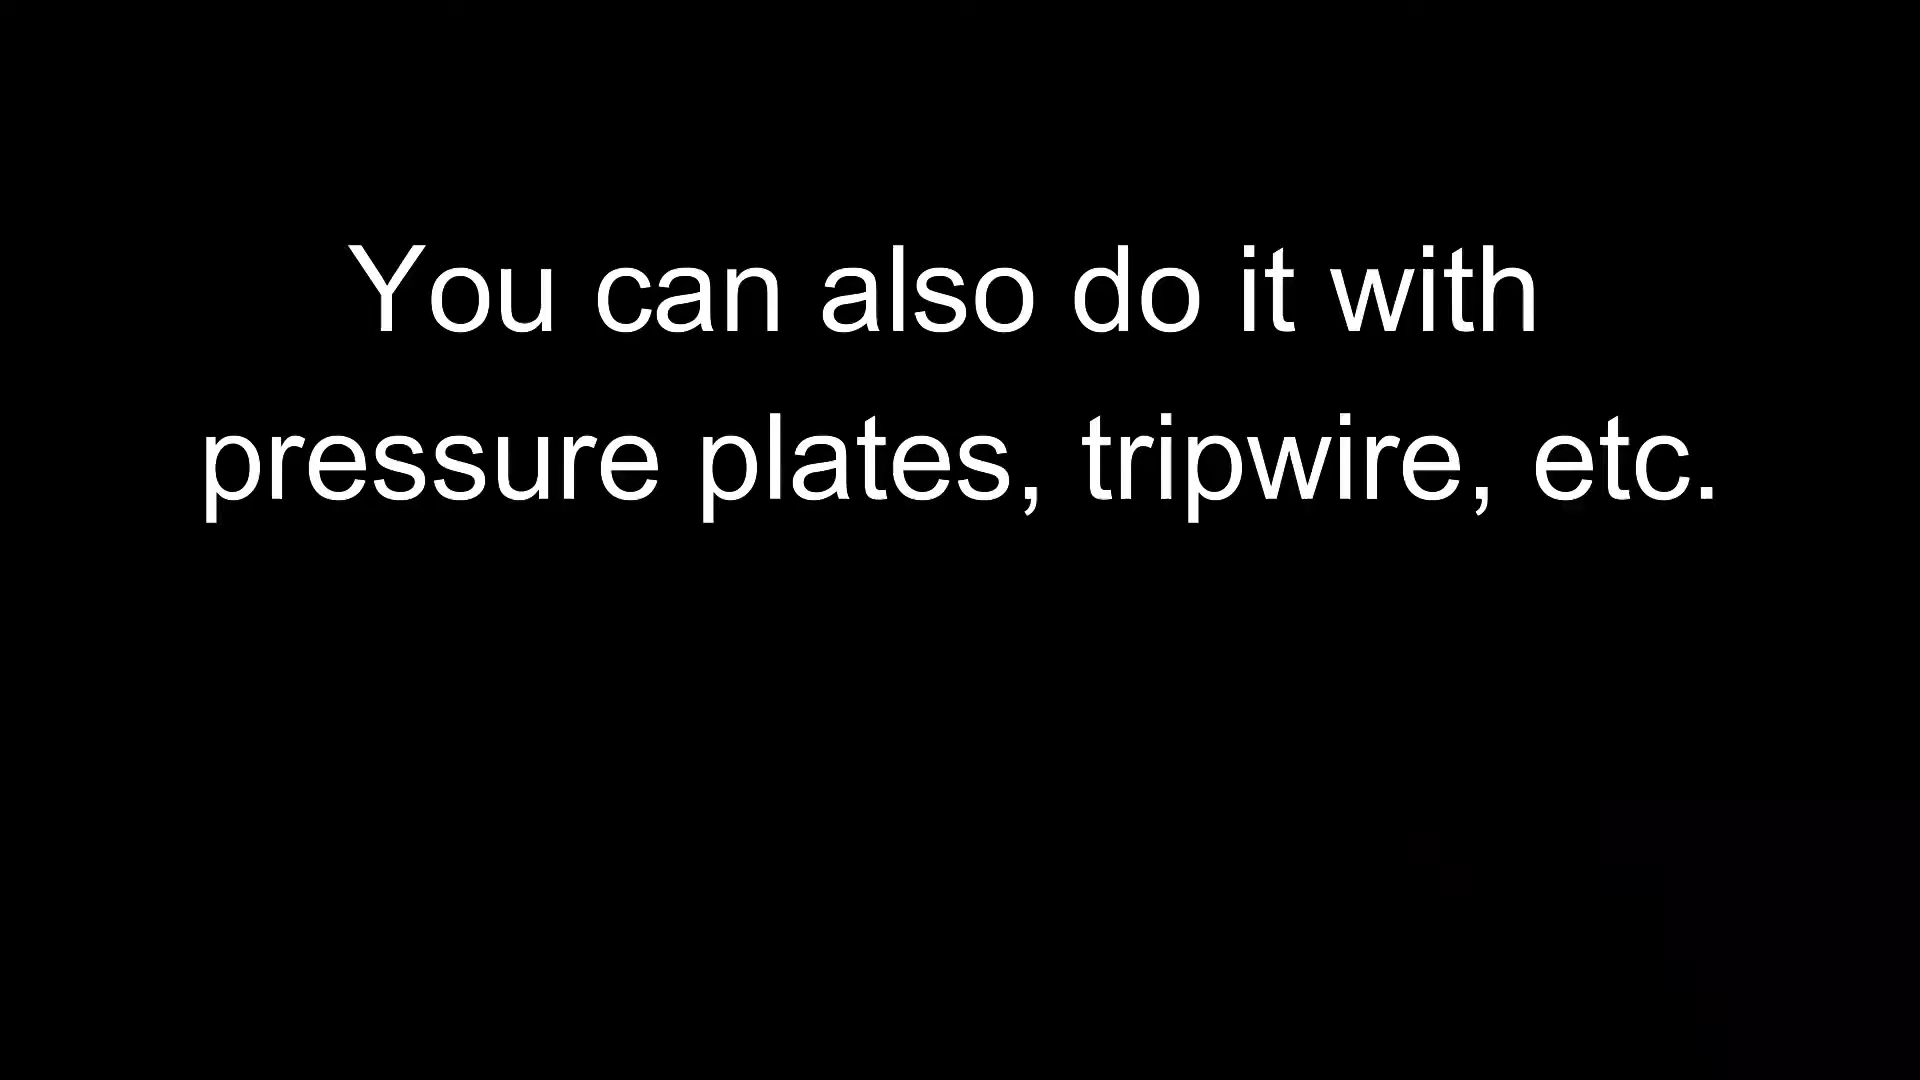 You can also do it with
pressure plates, tripwire, etc.